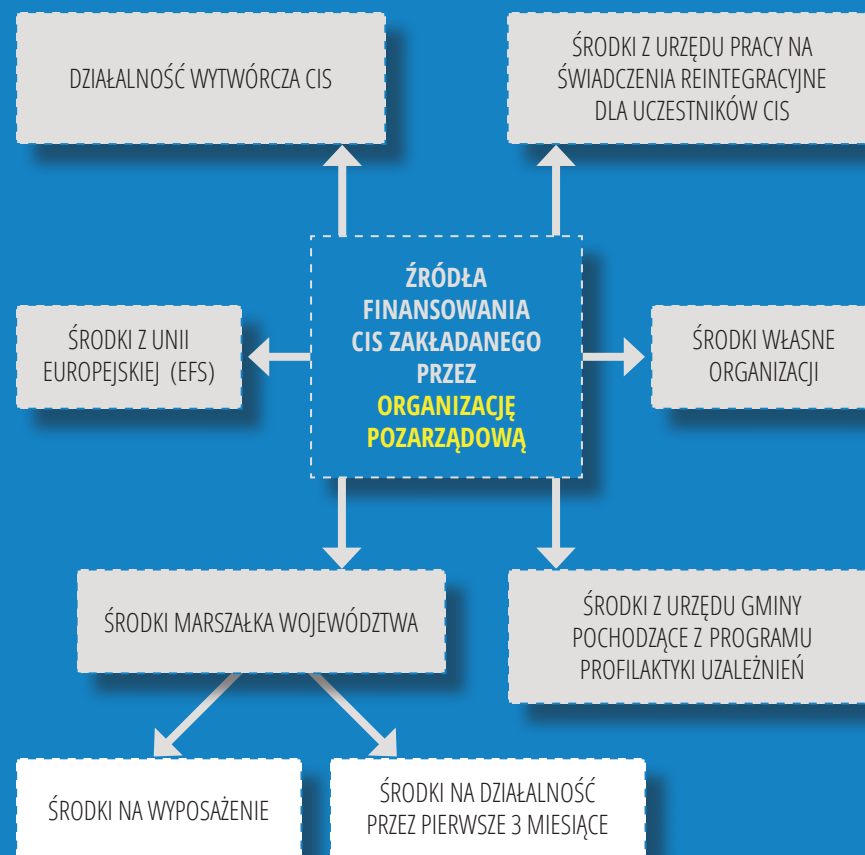 DZIAŁALNOŚĆ WYTWÓRCZA CIS
ŚRODKI Z URZĘDU PRACY NA
ŚWIADCZENIA REINTEGRACYJNE
DLA UCZESTNIKÓW CIS
ŹRÓDŁA
FINANSOWANIA
CIS ZAKŁADANEGO
PRZEZ
ORGANIZACJĘ
POZARZĄDOWĄ
ŚRODKI Z UNII
EUROPEJSKIEJ (EFS)
ŚRODKI WŁASNE
ORGANIZACJI
ŚRODKI MARSZAŁKA WOJEWÓDZTWA
ŚRODKI Z URZĘDU GMINY
POCHODZĄCE Z PROGRAMU
PROFILAKTYKI UZALEŻNIEŃ
ŚRODKI NA WYPOSAŻENIE
ŚRODKI NA DZIAŁALNOŚĆ
PRZEZ PIERWSZE 3 MIESIĄCE